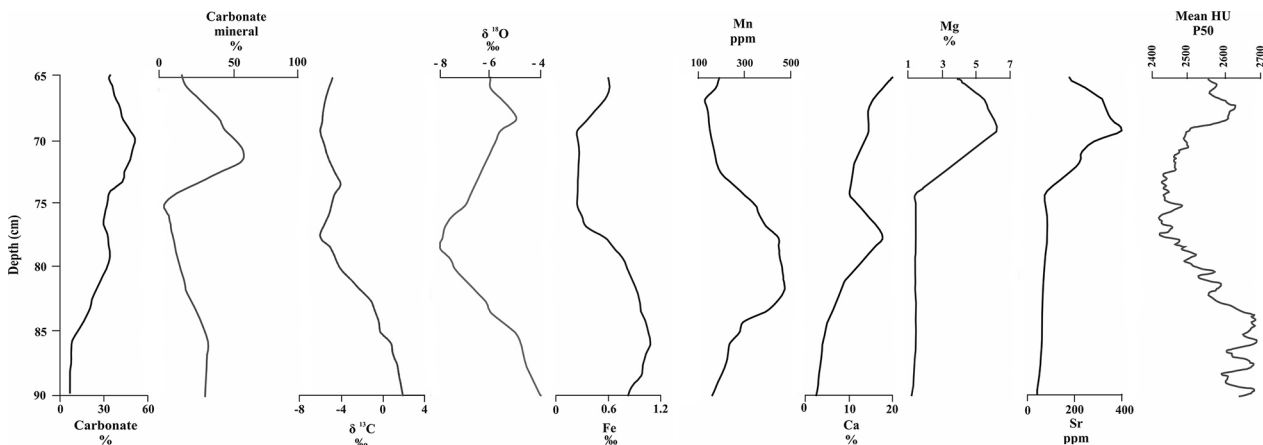 Carbonate
mineral
%
0 50 100
δ ¹⁸O
‰
-8 -6 -4
Mn
ppm
100 300 500
Mg
%
1 3 5 7
Mean HU
P50
2400 2500 2600 2700
Depth (cm)
65
70
75
80
85
90
0 30 60
Carbonate
%
-8 -4 0 4
δ ¹³C
‰
0 0.6 1.2
Fe
‰
0 10 20
Ca
%
0 200 400
Sr
ppm